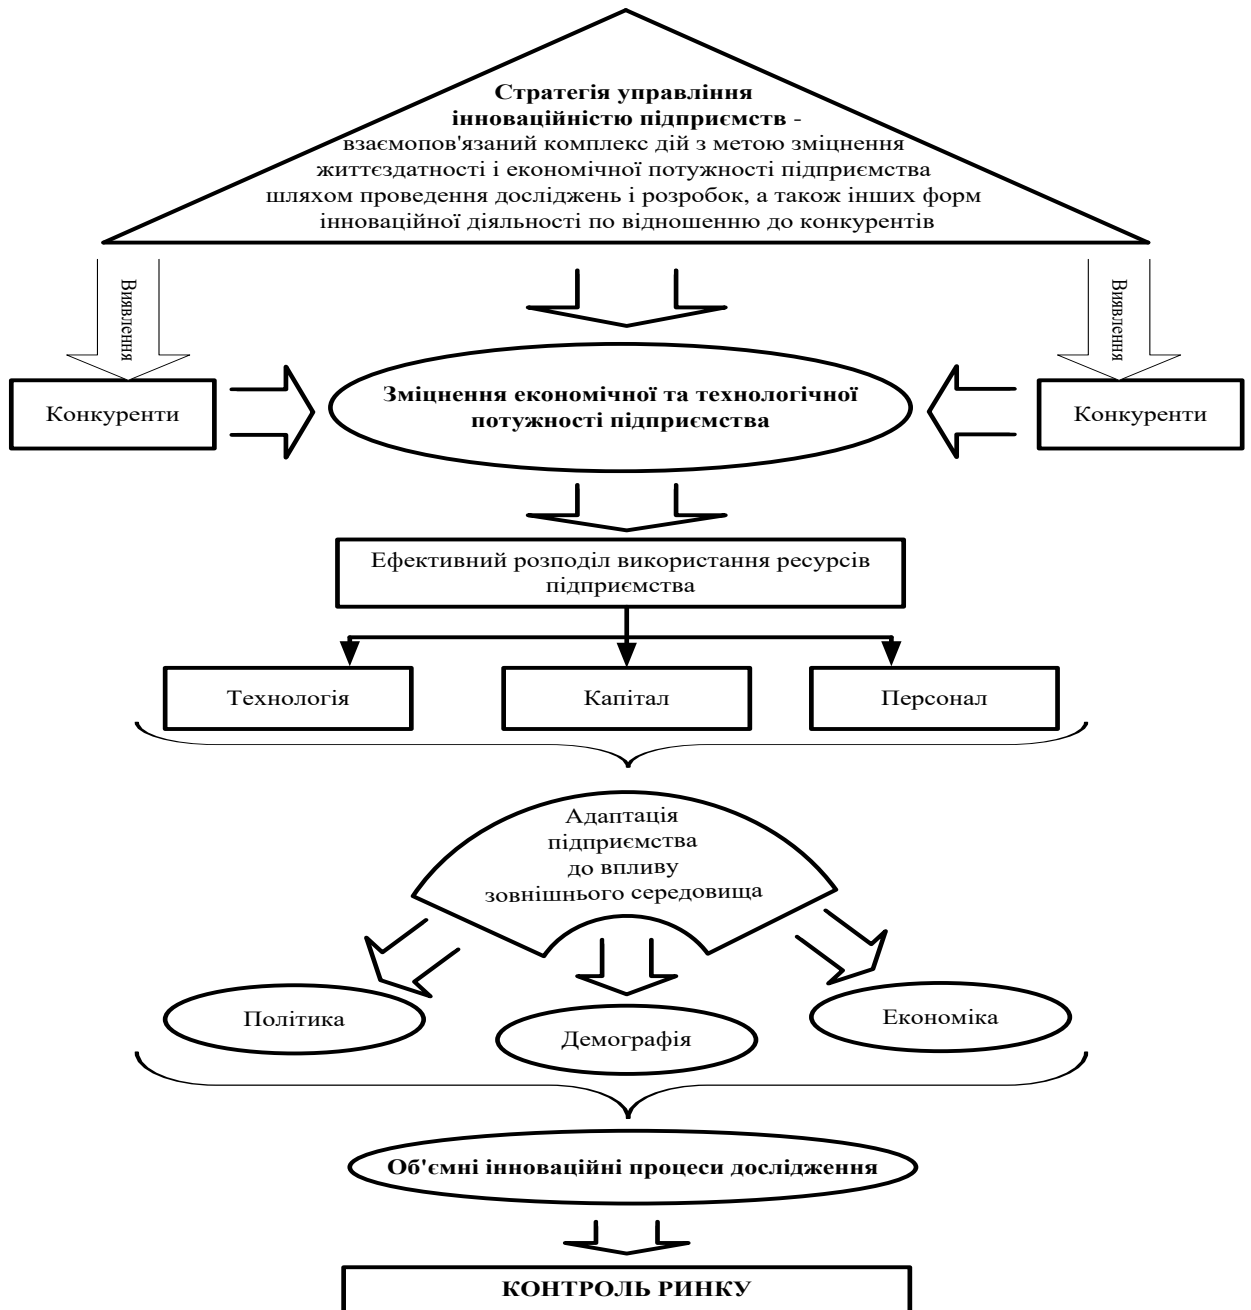 Стратегія управління
інноваційністю підприємств -
взаємопов'язаний комплекс дій з метою зміцнення
життєздатності і економічної потужності підприємства
шляхом проведення досліджень і розробок, а також інших форм
інноваційної діяльності по відношенню до конкурентів
Виявлення
Виявлення
Конкуренти
Зміцнення економічної та технологічної
потужності підприємства
Конкуренти
Ефективний розподіл використання ресурсів
підприємства
Технологія
Капітал
Персонал
Адаптація
підприємства
до впливу
зовнішнього середовища
Політика
Демографія
Економіка
Об'ємні інноваційні процеси дослідження
КОНТРОЛЬ РИНКУ